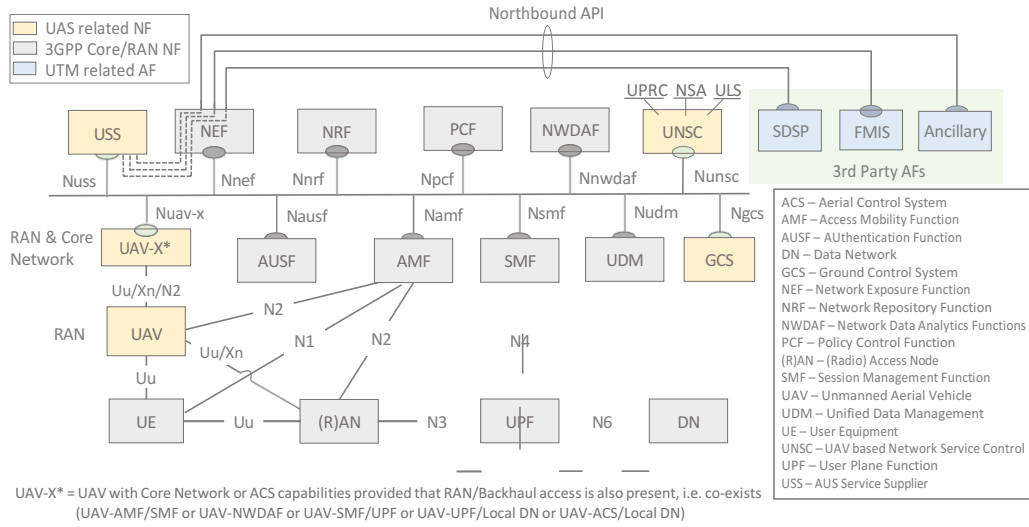 Northbound API
UAS related NF
3GPP Core/RAN NF
UTM related AF
UPRC NSA ULS
USS NEF NRF PCF NWDAF UNSC SDSP FMIS Ancillary
3rd Party AFs
Nuss Nnef Nnrf Npcf Nnwdaf Nunsc
Nuav-x Nausf Namf Nsmf Nudm Ngcs
RAN & Core
Network
UAV-X* AUSF AMF SMF UDM GCS
Uu/Xn/N2
RAN UAV N2 N1 N2 N4
Uu/Xn
Uu
UE Uu (R)AN N3 UPF N6 DN
ACS – Aerial Control System
AMF – Access Mobility Function
AUSF – AUthentication Function
DN – Data Network
GCS – Ground Control System
NEF – Network Exposure Function
NRF – Network Repository Function
NWDAF – Network Data Analytics Functions
PCF – Policy Control Function
(R)AN – (Radio) Access Node
SMF – Session Management Function
UAV – Unmanned Aerial Vehicle
UDM – Unified Data Management
UE – User Equipment
UNSC – UAV based Network Service Control
UPF – User Plane Function
USS – AUS Service Supplier
UAV-X* = UAV with Core Network or ACS capabilities provided that RAN/Backhaul access is also present, i.e. co-exists
(UAV-AMF/SMF or UAV-NWDAF or UAV-SMF/UPF or UAV-UPF/Local DN or UAV-ACS/Local DN)